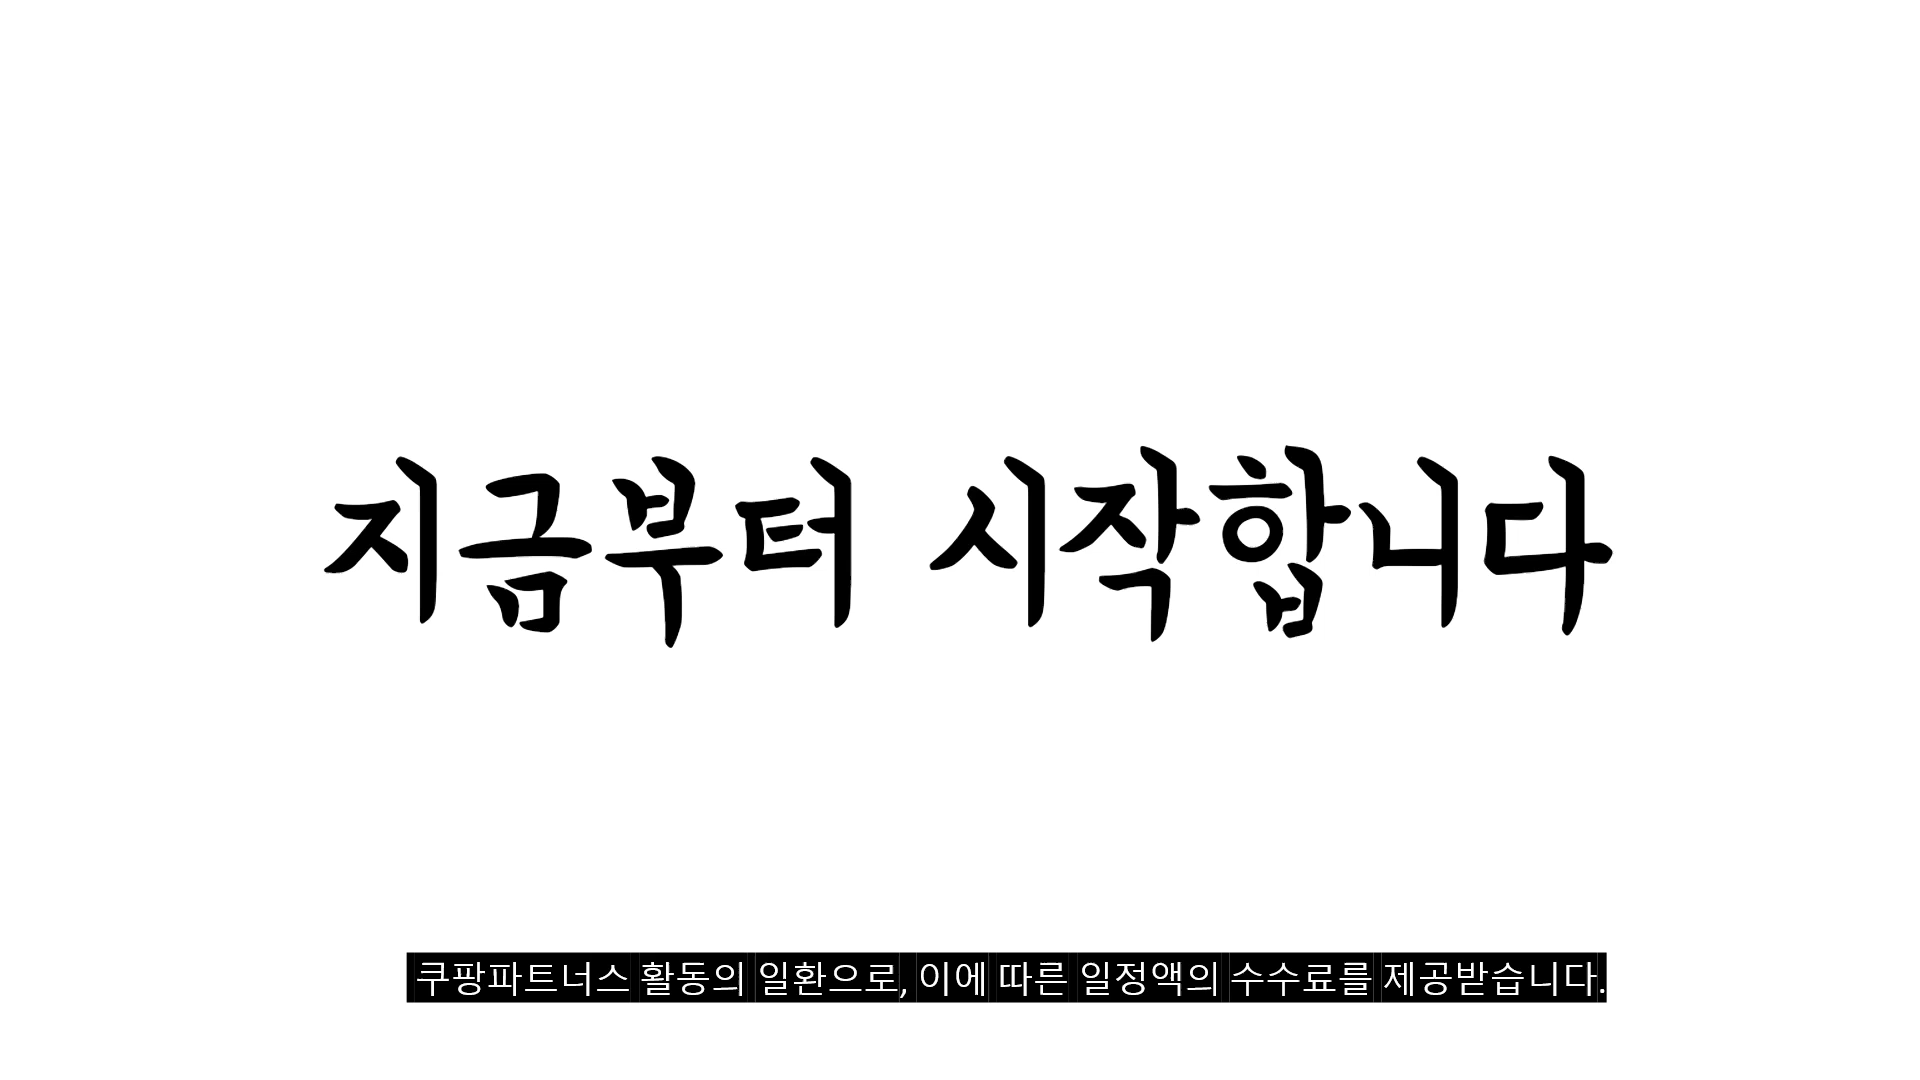 지금부터 시작합니다
쿠팡파트너스 활동의 일환으로, 이에 따른 일정액의 수수료를 제공받습니다.